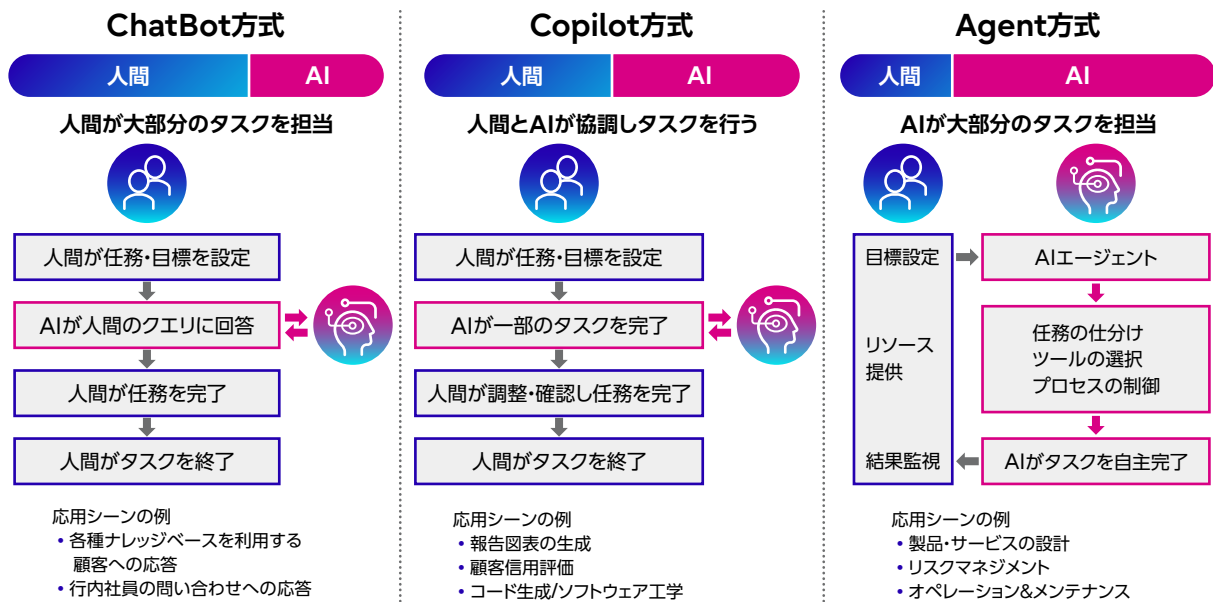 ChatBot方式
人間
AI
人間が大部分のタスクを担当
人間が任務・目標を設定
AIが人間のクエリに回答
人間が任務を完了
人間がタスクを終了
応用シーンの例
• 各種ナレッジベースを利用する
顧客への応答
• 行内社員の問い合わせへの応答
Copilot方式
人間
AI
人間とAIが協調しタスクを行う
人間が任務・目標を設定
AIが一部のタスクを完了
人間が調整・確認し任務を完了
人間がタスクを終了
応用シーンの例
• 報告図表の生成
• 顧客信用評価
• コード生成/ソフトウェア工学
Agent方式
人間
AI
AIが大部分のタスクを担当
目標設定
AIエージェント
リソース
提供
任務の仕分け
ツールの選択
プロセスの制御
結果監視
AIがタスクを自主完了
応用シーンの例
• 製品・サービスの設計
• リスクマネジメント
• オペレーション&メンテナンス